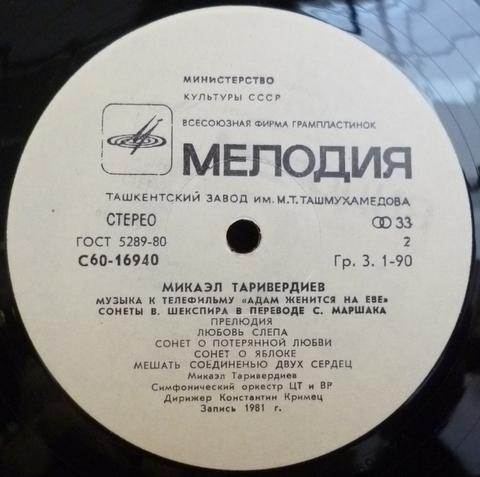 МИНИСТЕРСТВО
КУЛЬТУРЫ СССР
ВСЕСОЮЗНАЯ ФИРМА ГРАМПЛАСТИНОК
МЕЛОДИЯ
ТАШКЕНТСКИЙ ЗАВОД ИМ. М.Т. ТАШМУХАМЕДОВА
СТЕРЕО 33
ГОСТ 5289-80 2
С60-16940 Гр. 3. 1-90
МИКАЭЛ ТАРИВЕРДИЕВ
МУЗЫКА К ТЕЛЕФИЛЬМУ «АДАМ ЖЕНИТСЯ НА ЕВЕ»
СОНЕТЫ В. ШЕКСПИРА В ПЕРЕВОДЕ С. МАРШАКА
ПРЕЛЮДИЯ
ЛЮБОВЬ СЛЕПА
СОНЕТ О ПОТЕРЯННОЙ ЛЮБВИ
СОНЕТ О ЯБЛОКЕ
МЕШАТЬ СОЕДИНЕНЬЮ ДВУХ СЕРДЕЦ
Микаэл Таривердиев
Симфонический оркестр ЦТ и ВР
Дирижер Константин Кримец
Запись 1981 г.